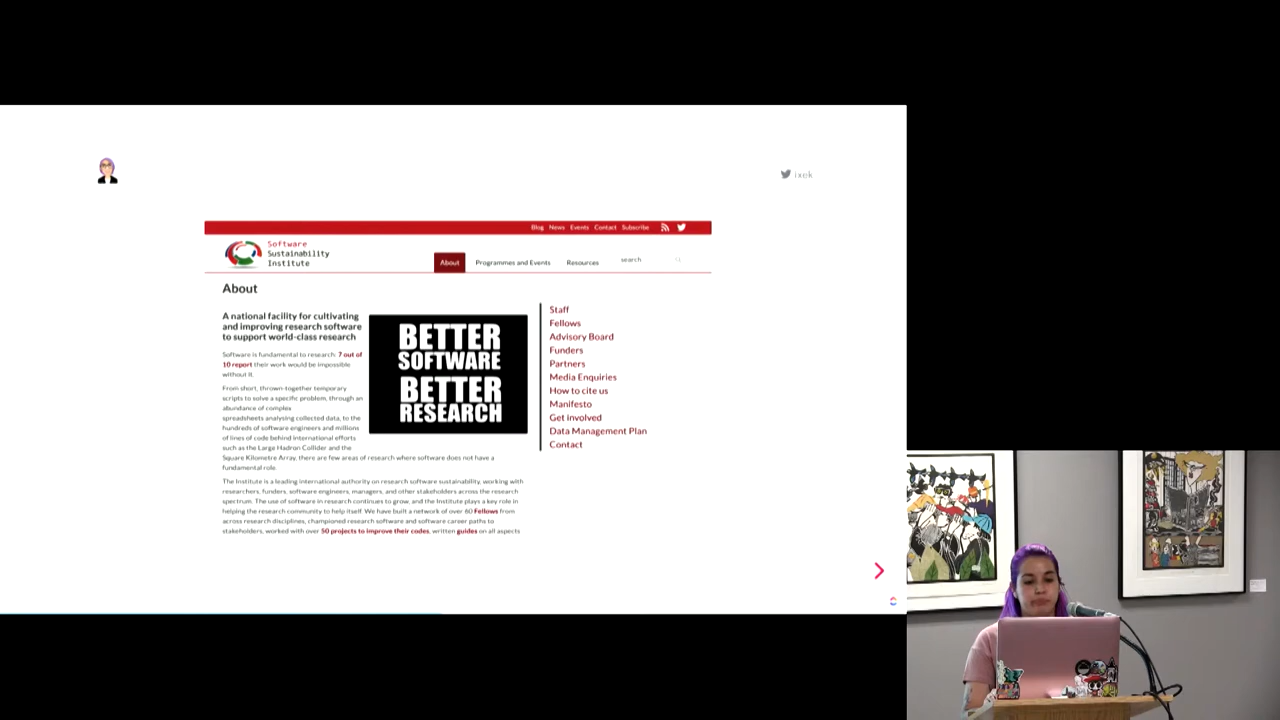 ixek
Blog News Events Contact Subscribe
Software
Sustainability
Institute
About Programmes and Events Resources search
About
A national facility for cultivating
and improving research software
to support world-class research
Software is fundamental to research: 7 out of
10 report their work would be impossible
without it.
From short, thrown-together temporary
scripts to solve a specific problem, through an
abundance of complex
spreadsheets analysing collected data, to the
hundreds of software engineers and millions
of lines of code behind international efforts
such as the Large Hadron Collider and the
Square Kilometre Array, there are few areas of research where software does not have a
fundamental role.
The Institute is a leading international authority on research software sustainability, working with
researchers, funders, software engineers, managers, and other stakeholders across the research
spectrum. The use of software in research continues to grow, and the Institute plays a key role in
helping the research community to help itself. We have built a network of over 60 Fellows from
across research disciplines, championed research software and software career paths to
stakeholders, worked with over 50 projects to improve their codes, written guides on all aspects
BETTER
SOFTWARE
BETTER
RESEARCH
Staff
Fellows
Advisory Board
Funders
Partners
Media Enquiries
How to cite us
Manifesto
Get involved
Data Management Plan
Contact